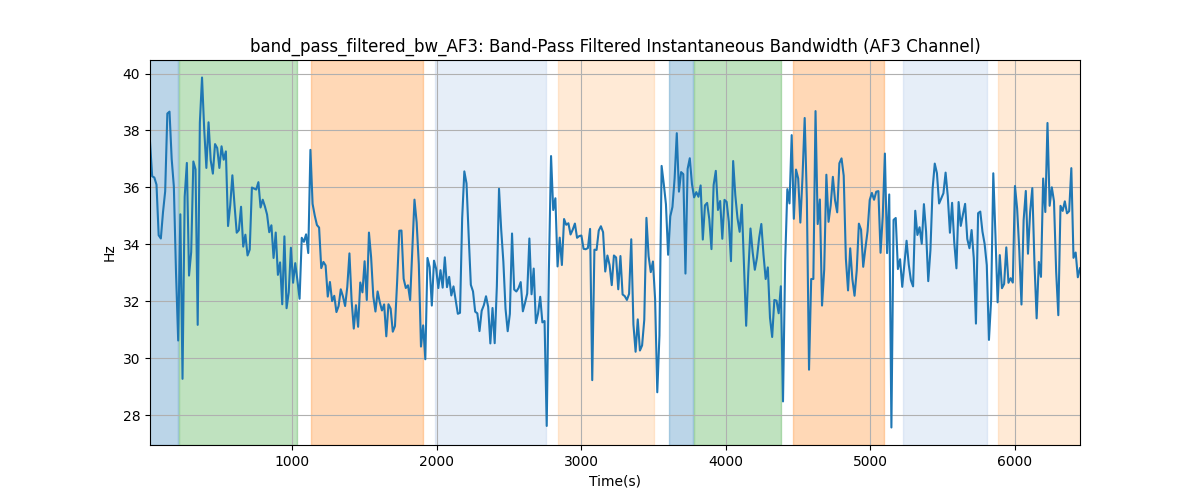 band_pass_filtered_bw_AF3: Band-Pass Filtered Instantaneous Bandwidth (AF3 Channel)
40
38
36
34
32
30
28
Hz
1000 2000 3000 4000 5000 6000
Time(s)